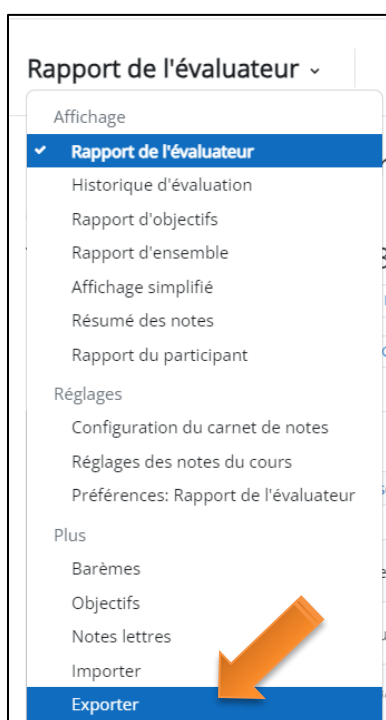 Rapport de l'évaluateur
Affichage
Rapport de l'évaluateur
Historique d'évaluation
Rapport d'objectifs
Rapport d'ensemble
Affichage simplifié
Résumé des notes
Rapport du participant
Réglages
Configuration du carnet de notes
Réglages des notes du cours
Préférences: Rapport de l'évaluateur
Plus
Barèmes
Objectifs
Notes lettres
Importer
Exporter